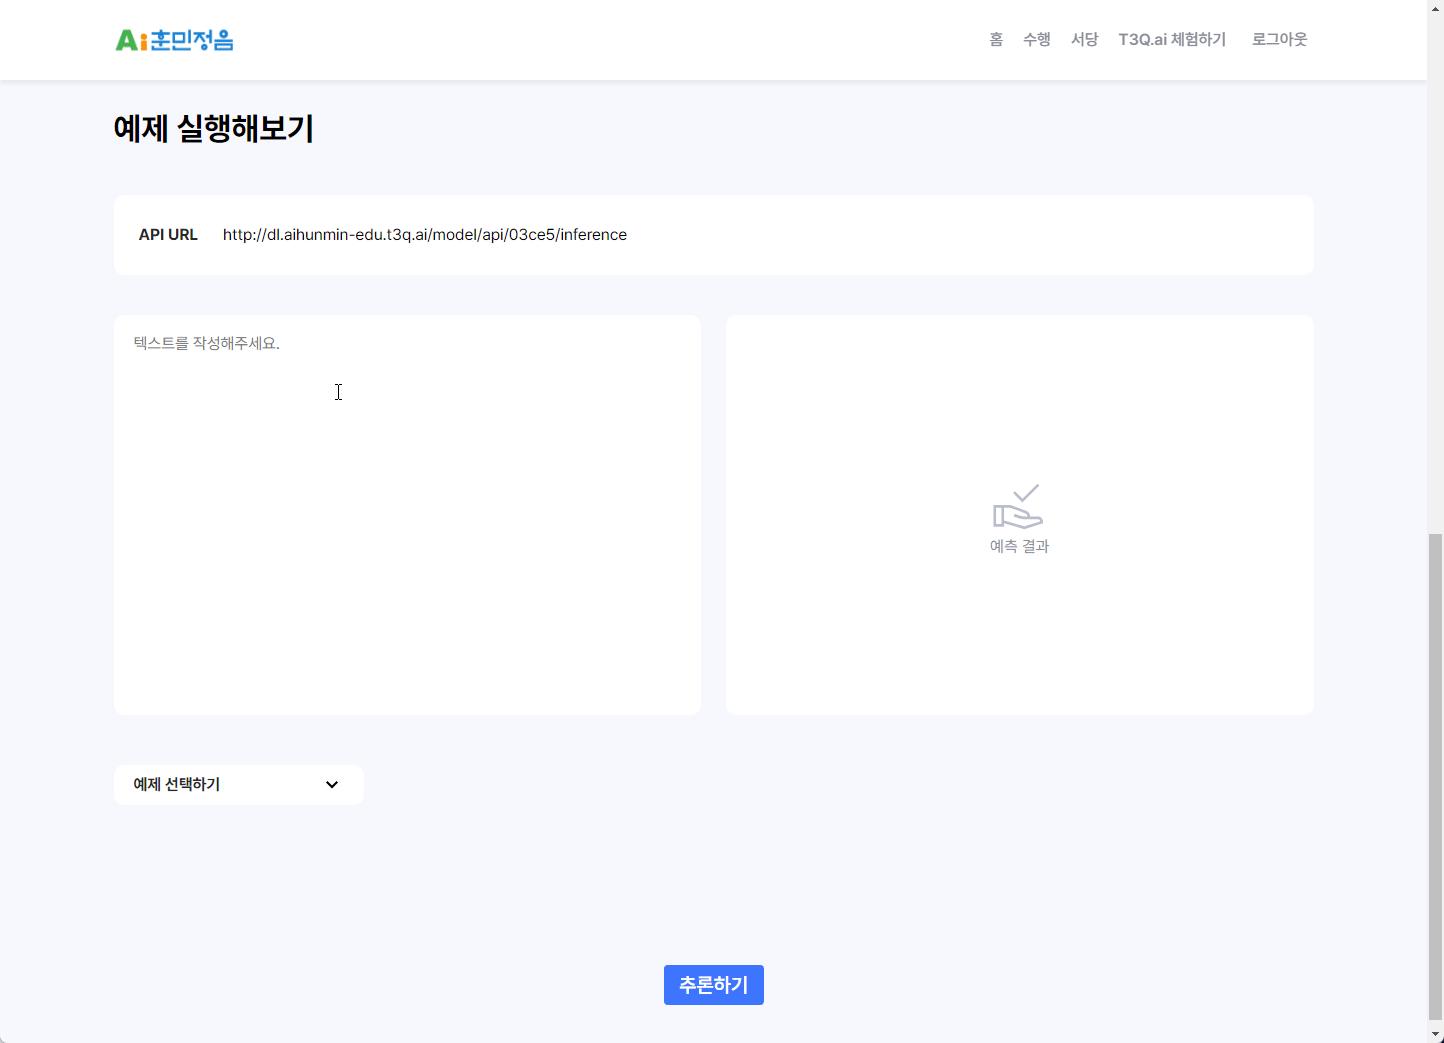 Ai훈민정음
홈 수행 서당 T3Q.ai 체험하기 로그아웃
예제 실행해보기
API URL http://dl.aihunmin-edu.t3q.ai/model/api/03ce5/inference
텍스트를 작성해주세요.
예측 결과
예제 선택하기
추론하기